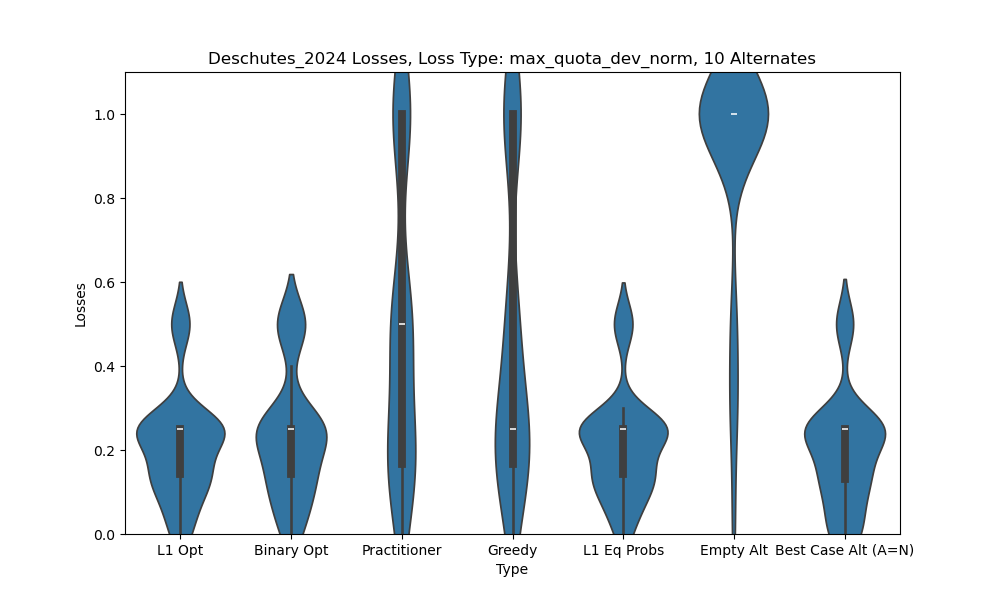 Deschutes_2024 Losses, Loss Type: max_quota_dev_norm, 10 Alternates
Losses
1.0
0.8
0.6
0.4
0.2
0.0
L1 Opt Binary Opt Practitioner Greedy L1 Eq Probs Empty Alt Best Case Alt (A=N)
Type